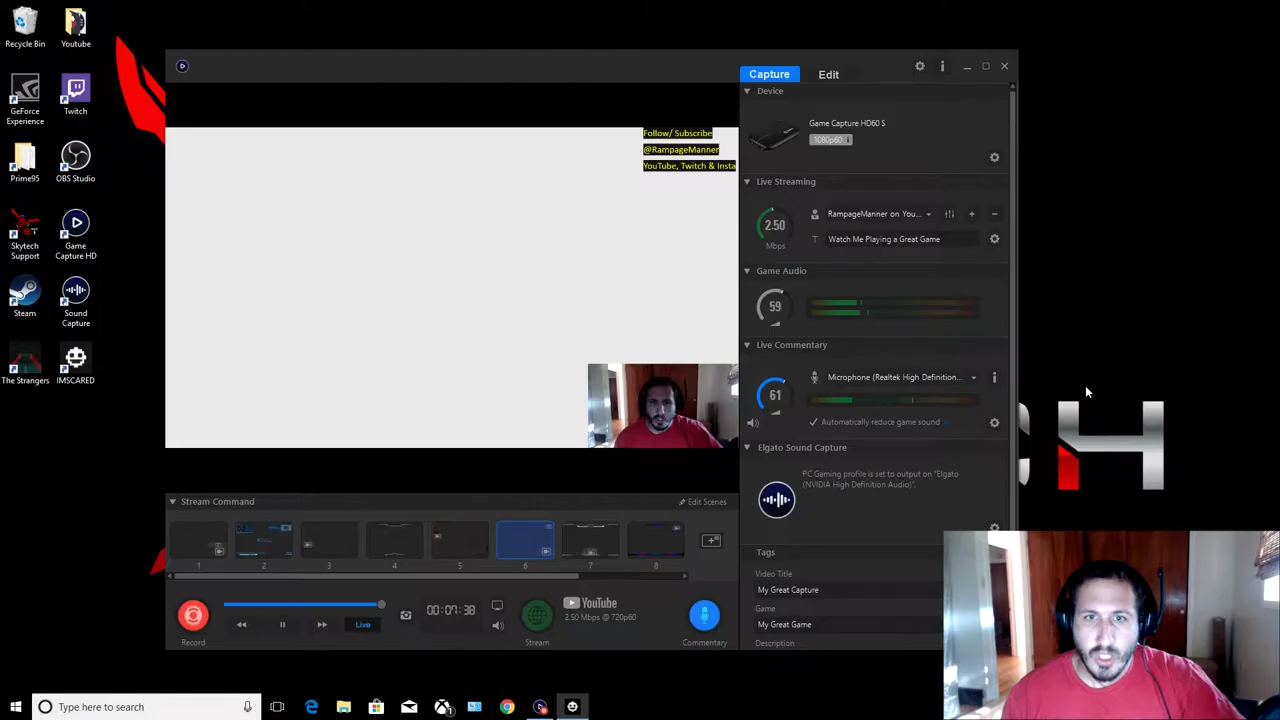 Recycle Bin
Youtube
GeForce
Experience
Twitch
Prime95
OBS Studio
Skytech
Support
Game
Capture HD
Steam
Sound
Capture
The Strangers
IMSCARED
Capture
Edit
Device
Game Capture HD60 S
1080p60
Live Streaming
2.50
Mbps
RampageManner on You...
T Watch Me Playing a Great Game
Game Audio
59
Live Commentary
61
Microphone (Realtek High Definition...
Automatically reduce game sound
Elgato Sound Capture
PC Gaming profile is set to output on "Elgato
(NVIDIA High Definition Audio)".
Tags
Video Title
My Great Capture
Game
My Great Game
Description
Follow/ Subscribe
@RampageManner
YouTube, Twitch & Insta
Stream Command
Edit Scenes
1 2 3 4 5 6 7 8
Live
00:07:38
YouTube
2.50 Mbps @ 720p60
Record
Stream
Commentary
CH
Type here to search